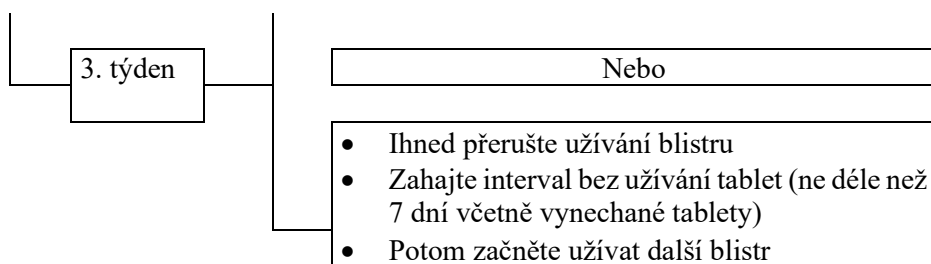 3. týden
Nebo
• Ihned přerušte užívání blistru
• Zahajte interval bez užívání tablet (ne déle než
7 dní včetně vynechané tablety)
• Potom začněte užívat další blistr